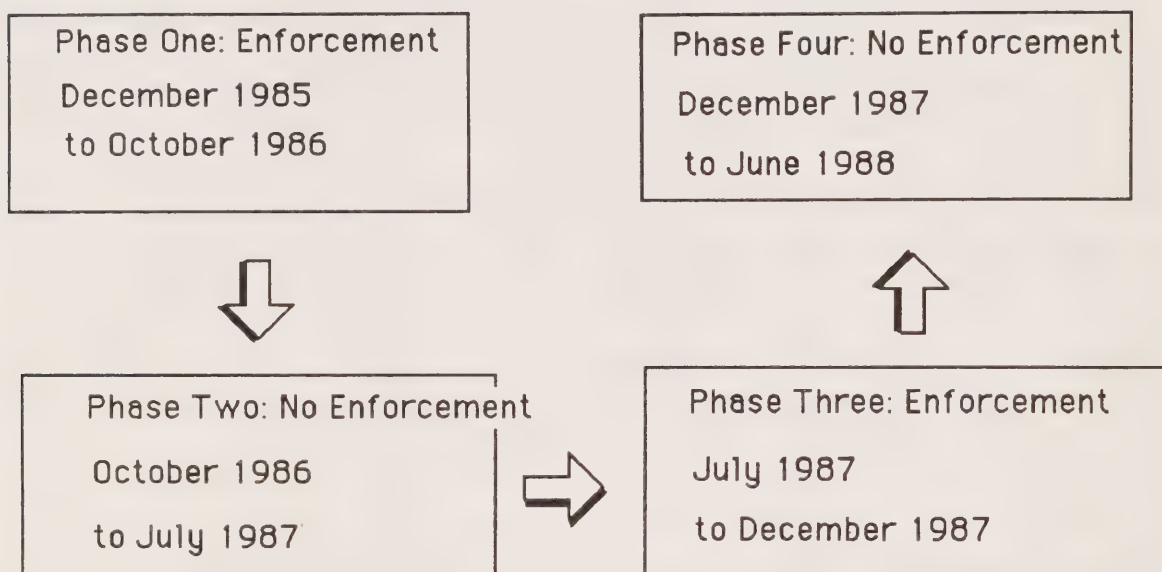 Phase One: Enforcement
December 1985
to October 1986
Phase Two: No Enforcement
October 1986
to July 1987
Phase Three: Enforcement
July 1987
to December 1987
Phase Four: No Enforcement
December 1987
to June 1988